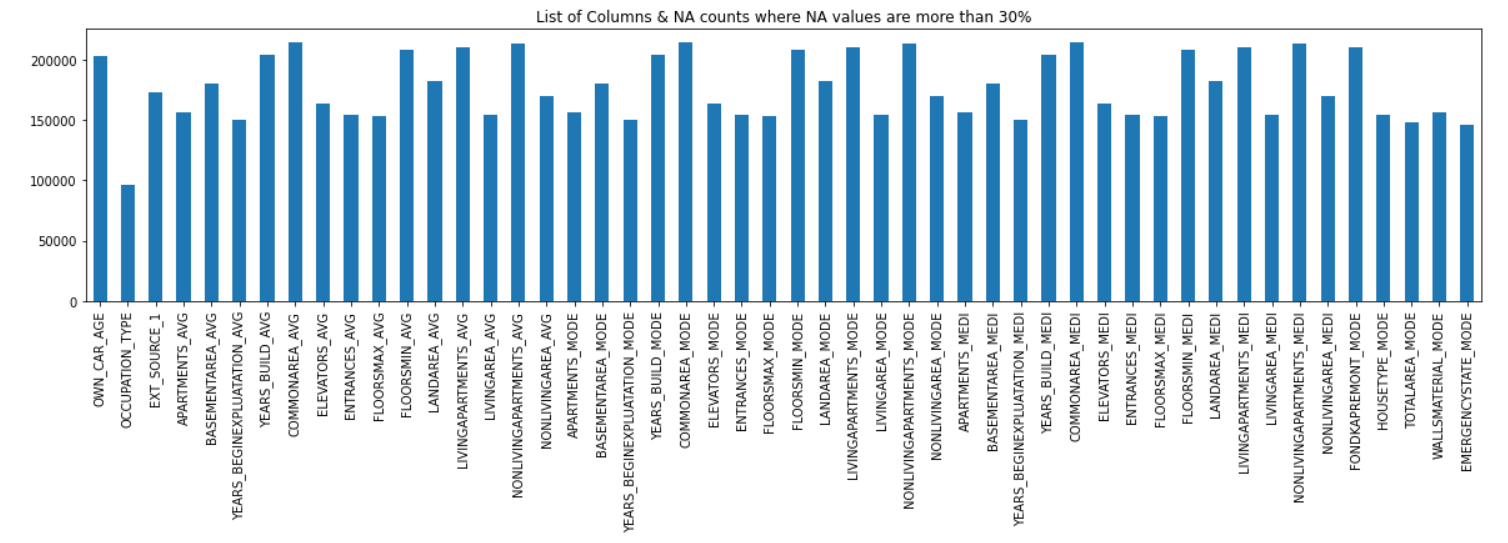 List of Columns & NA counts where NA values are more than 30%
200000
150000
100000
50000
0
OWN_CAR_AGE
OCCUPATION_TYPE
EXT_SOURCE_1
APARTMENTS_AVG
BASEMENTAREA_AVG
YEARS_BEGINEXPLUATATION_AVG
YEARS_BUILD_AVG
COMMONAREA_AVG
ELEVATORS_AVG
ENTRANCES_AVG
FLOORSMAX_AVG
FLOORSMIN_AVG
LANDAREA_AVG
LIVINGAPARTMENTS_AVG
LIVINGAREA_AVG
NONLIVINGAPARTMENTS_AVG
NONLIVINGAREA_AVG
APARTMENTS_MODE
BASEMENTAREA_MODE
YEARS_BEGINEXPLUATATION_MODE
YEARS_BUILD_MODE
COMMONAREA_MODE
ELEVATORS_MODE
ENTRANCES_MODE
FLOORSMAX_MODE
FLOORSMIN_MODE
LANDAREA_MODE
LIVINGAPARTMENTS_MODE
LIVINGAREA_MODE
NONLIVINGAPARTMENTS_MODE
NONLIVINGAREA_MODE
APARTMENTS_MEDI
BASEMENTAREA_MEDI
YEARS_BEGINEXPLUATATION_MEDI
YEARS_BUILD_MEDI
COMMONAREA_MEDI
ELEVATORS_MEDI
ENTRANCES_MEDI
FLOORSMAX_MEDI
FLOORSMIN_MEDI
LANDAREA_MEDI
LIVINGAPARTMENTS_MEDI
LIVINGAREA_MEDI
NONLIVINGAPARTMENTS_MEDI
NONLIVINGAREA_MEDI
FONDKAPREMONT_MODE
HOUSETYPE_MODE
TOTALAREA_MODE
WALLSMATERIAL_MODE
EMERGENCYSTATE_MODE